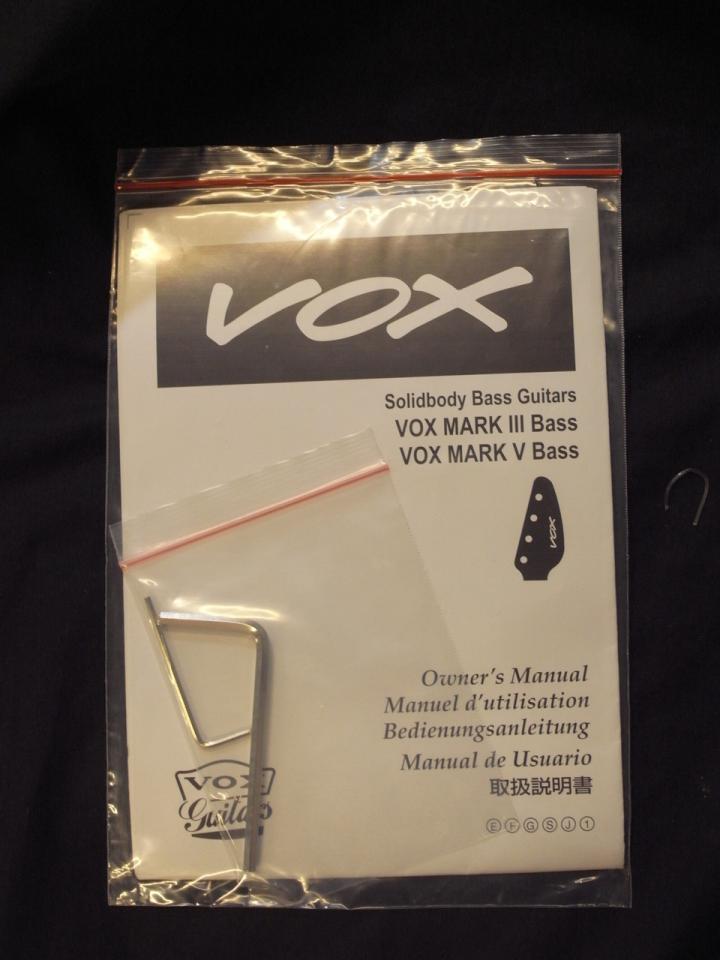 VOX
Solidbody Bass Guitars
VOX MARK III Bass
VOX MARK V Bass
VOX
Owner's Manual
Manuel d'utilisation
Bedienungsanleitung
Manual de Usuario
取扱説明書
VOX
Guitars
Ⓔ Ⓕ Ⓖ Ⓢ Ⓙ ①